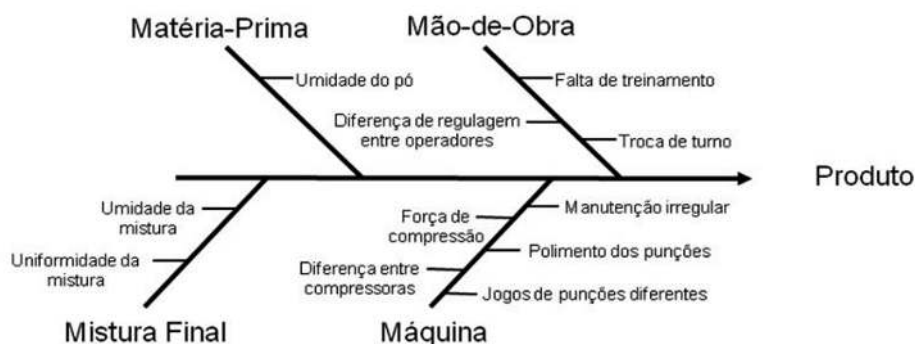 Matéria-Prima
Mão-de-Obra
Umidade do pó
Falta de treinamento
Diferença de regulagem
entre operadores
Troca de turno
Produto
Umidade da
mistura
Uniformidade da
mistura
Força de
compressão
Manutenção irregular
Polimento dos punções
Diferença entre
compressoras
Jogos de punções diferentes
Mistura Final
Máquina